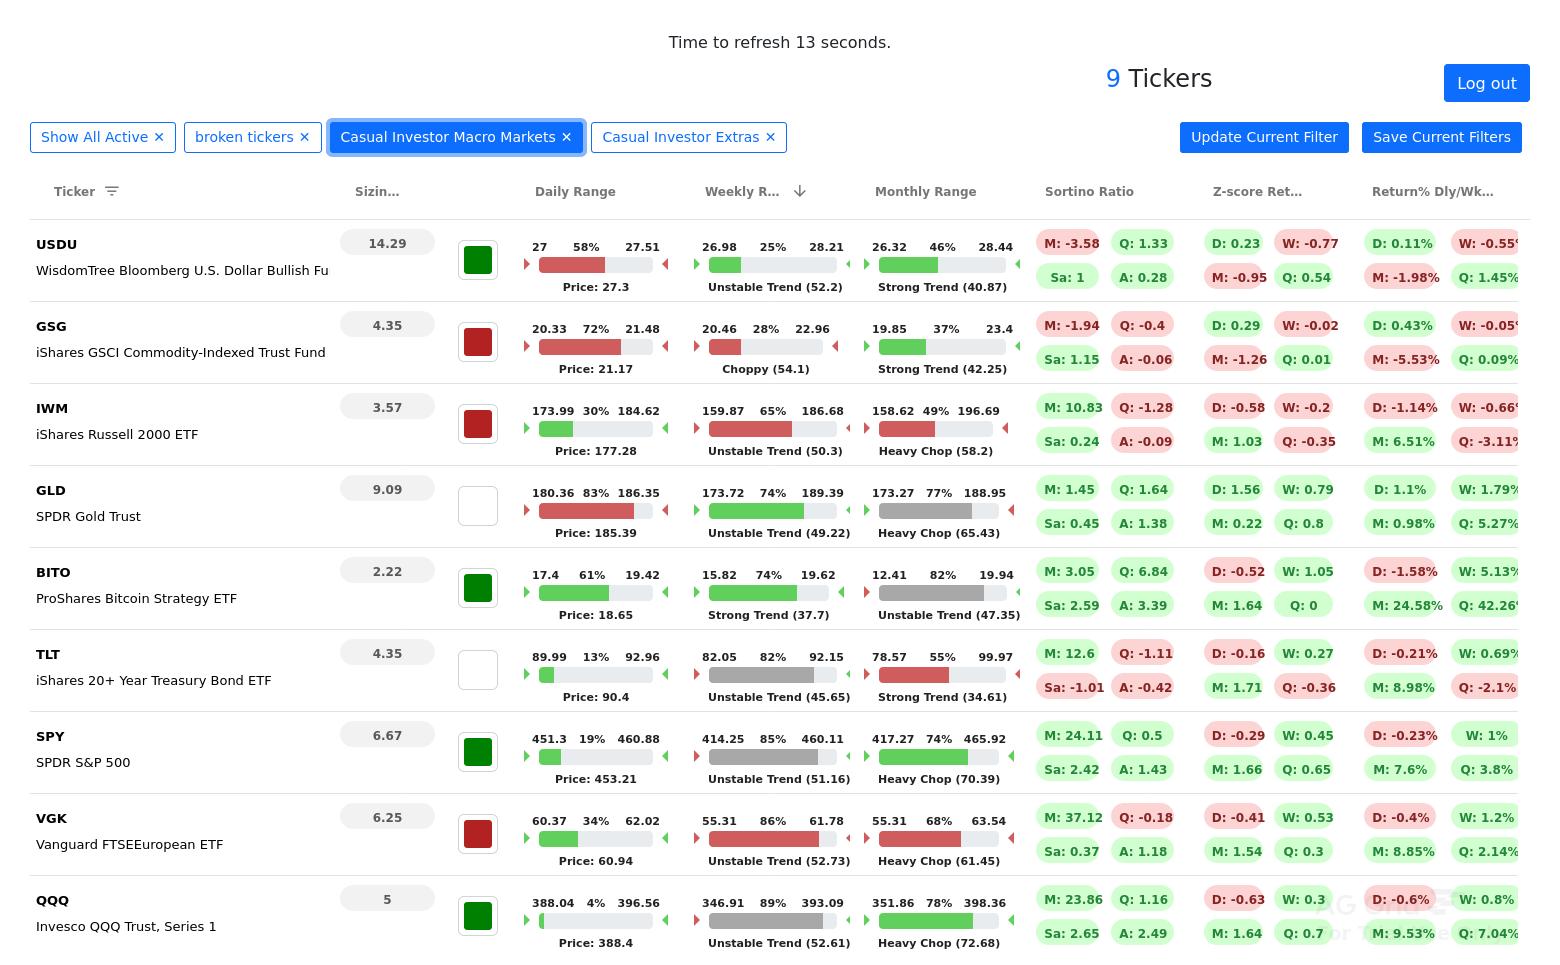 Time to refresh 13 seconds.
9 Tickers
Log out
Show All Active ✕ broken tickers ✕ Casual Investor Macro Markets ✕ Casual Investor Extras ✕ Update Current Filter Save Current Filters
Ticker Sizin... Daily Range Weekly R... Monthly Range Sortino Ratio Z-score Ret... Return% Dly/Wk...
USDU 14.29 27 58% 27.51 26.98 25% 28.21 26.32 46% 28.44 M: -3.58 Q: 1.33 D: 0.23 W: -0.77 D: 0.11% W: -0.55%
WisdomTree Bloomberg U.S. Dollar Bullish Fu Sa: 1 A: 0.28 M: -0.95 Q: 0.54 M: -1.98% Q: 1.45%
Price: 27.3 Unstable Trend (52.2) Strong Trend (40.87)
GSG 4.35 20.33 72% 21.48 20.46 28% 22.96 19.85 37% 23.4 M: -1.94 Q: -0.4 D: 0.29 W: -0.02 D: 0.43% W: -0.05%
iShares GSCI Commodity-Indexed Trust Fund Sa: 1.15 A: -0.06 M: -1.26 Q: 0.01 M: -5.53% Q: 0.09%
Price: 21.17 Choppy (54.1) Strong Trend (42.25)
IWM 3.57 173.99 30% 184.62 159.87 65% 186.68 158.62 49% 196.69 M: 10.83 Q: -1.28 D: -0.58 W: -0.2 D: -1.14% W: -0.66%
iShares Russell 2000 ETF Sa: 0.24 A: -0.09 M: 1.03 Q: -0.35 M: 6.51% Q: -3.11%
Price: 177.28 Unstable Trend (50.3) Heavy Chop (58.2)
GLD 9.09 180.36 83% 186.35 173.72 74% 189.39 173.27 77% 188.95 M: 1.45 Q: 1.64 D: 1.56 W: 0.79 D: 1.1% W: 1.79%
SPDR Gold Trust Sa: 0.45 A: 1.38 M: 0.22 Q: 0.8 M: 0.98% Q: 5.27%
Price: 185.39 Unstable Trend (49.22) Heavy Chop (65.43)
BITO 2.22 17.4 61% 19.42 15.82 74% 19.62 12.41 82% 19.94 M: 3.05 Q: 6.84 D: -0.52 W: 1.05 D: -1.58% W: 5.13%
ProShares Bitcoin Strategy ETF Sa: 2.59 A: 3.39 M: 1.64 Q: 0 M: 24.58% Q: 42.26%
Price: 18.65 Strong Trend (37.7) Unstable Trend (47.35)
TLT 4.35 89.99 13% 92.96 82.05 82% 92.15 78.57 55% 99.97 M: 12.6 Q: -1.11 D: -0.16 W: 0.27 D: -0.21% W: 0.69%
iShares 20+ Year Treasury Bond ETF Sa: -1.01 A: -0.42 M: 1.71 Q: -0.36 M: 8.98% Q: -2.1%
Price: 90.4 Unstable Trend (45.65) Strong Trend (34.61)
SPY 6.67 451.3 19% 460.88 414.25 85% 460.11 417.27 74% 465.92 M: 24.11 Q: 0.5 D: -0.29 W: 0.45 D: -0.23% W: 1%
SPDR S&P 500 Sa: 2.42 A: 1.43 M: 1.66 Q: 0.65 M: 7.6% Q: 3.8%
Price: 453.21 Unstable Trend (51.16) Heavy Chop (70.39)
VGK 6.25 60.37 34% 62.02 55.31 86% 61.78 55.31 68% 63.54 M: 37.12 Q: -0.18 D: -0.41 W: 0.53 D: -0.4% W: 1.2%
Vanguard FTSEEuropean ETF Sa: 0.37 A: 1.18 M: 1.54 Q: 0.3 M: 8.85% Q: 2.14%
Price: 60.94 Unstable Trend (52.73) Heavy Chop (61.45)
QQQ 5 388.04 4% 396.56 346.91 89% 393.09 351.86 78% 398.36 M: 23.86 Q: 1.16 D: -0.63 W: 0.3 D: -0.6% W: 0.8%
Invesco QQQ Trust, Series 1 Sa: 2.65 A: 2.49 M: 1.64 Q: 0.7 M: 9.53% Q: 7.04%
Price: 388.4 Unstable Trend (52.61) Heavy Chop (72.68)